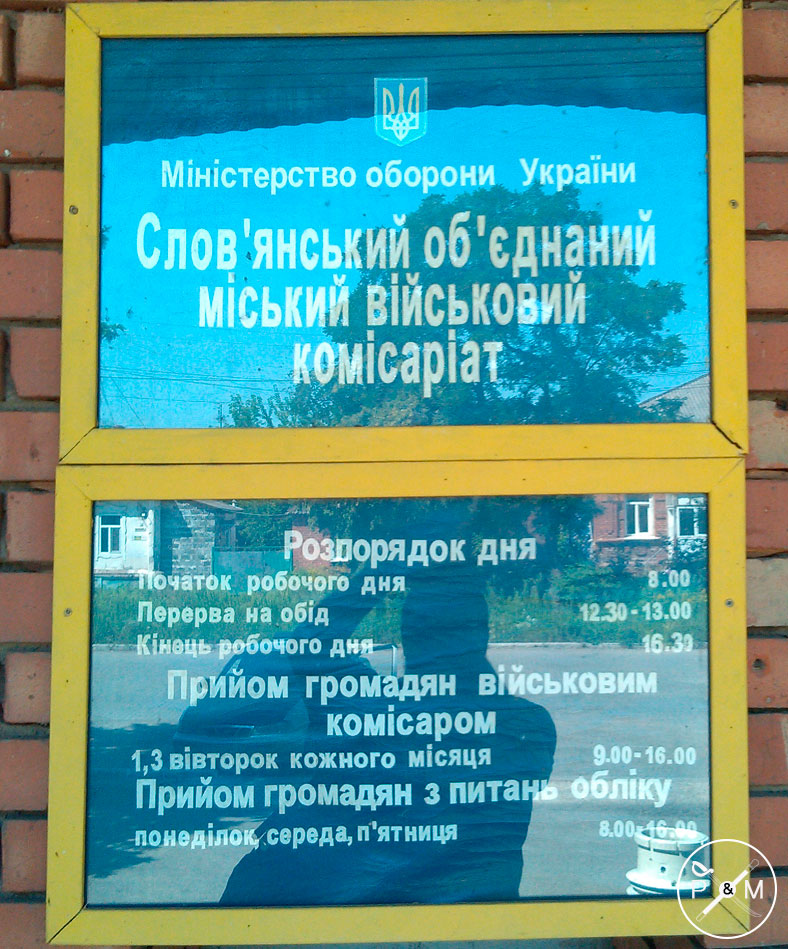 Міністерство оборони України
Слов'янський об'єднаний
міський військовий
комісаріат
Розпорядок дня
Початок робочого дня 8.00
Перерва на обід 12.30-13.00
Кінець робочого дня 16.30
Прийом громадян військовим
комісаром
1,3 вівторок кожного місяця 9.00-16.00
Прийом громадян з питань обліку
понеділок, середа, п'ятниця 8.00-16.00
P & M